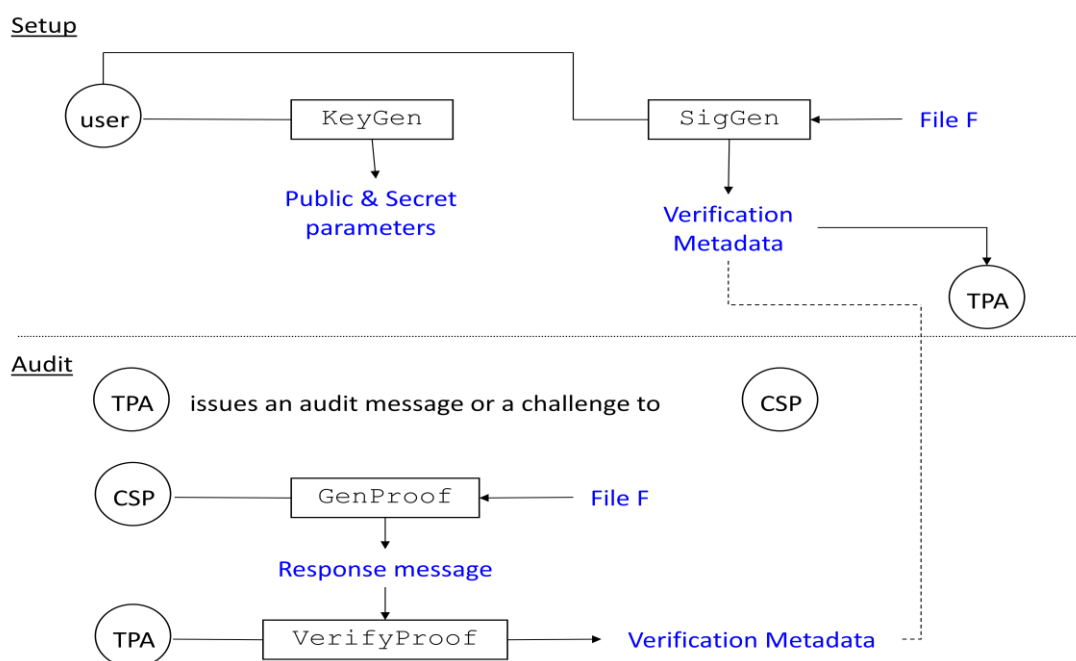 Setup
user
KeyGen
SigGen
File F
Public & Secret
parameters
Verification
Metadata
TPA
Audit
TPA
issues an audit message or a challenge to
CSP
CSP
GenProof
File F
Response message
TPA
VerifyProof
Verification Metadata